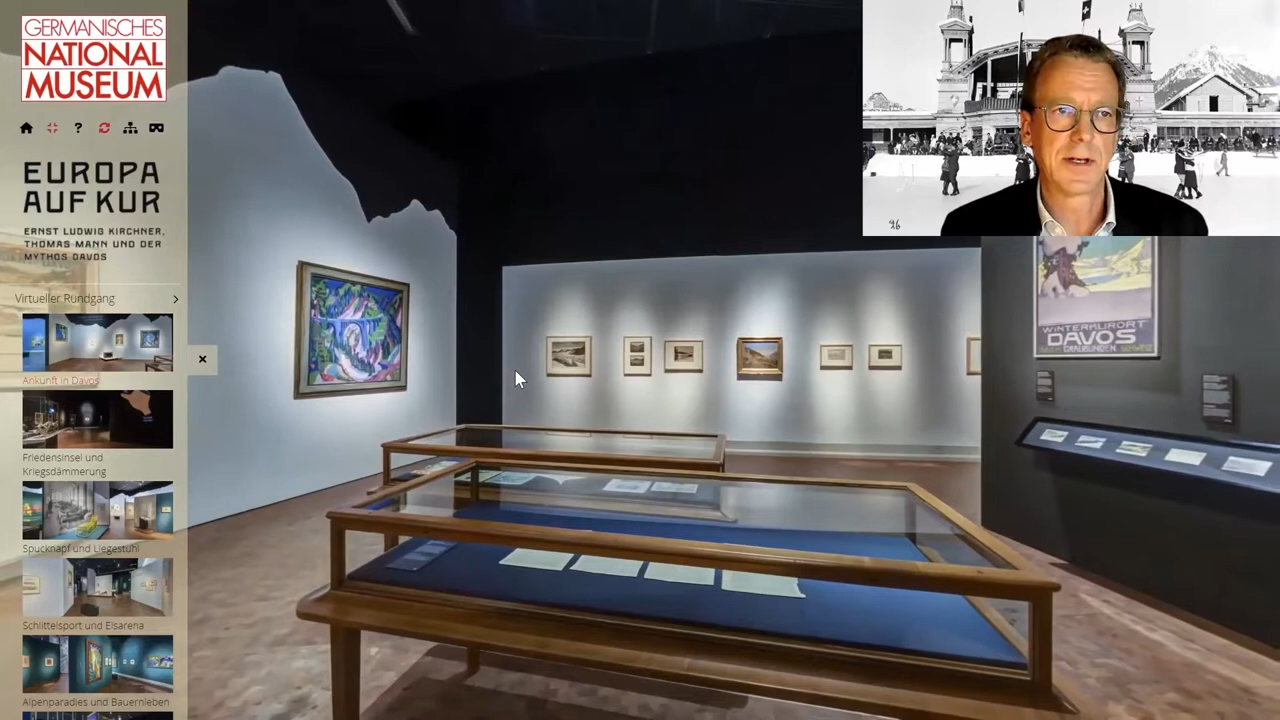 GERMANISCHES
NATIONAL
MUSEUM
?
EUROPA
AUF KUR
ERNST LUDWIG KIRCHNER,
THOMAS MANN UND DER
MYTHOS DAVOS
Virtueller Rundgang
Ankunft in Davos
Friedensinsel und
Kriegsdämmerung
Spucknapf und Liegestuhl
Schlittelsport und Eisarena
Alpenparadies und Bauernleben
WINTERKURORT
DAVOS